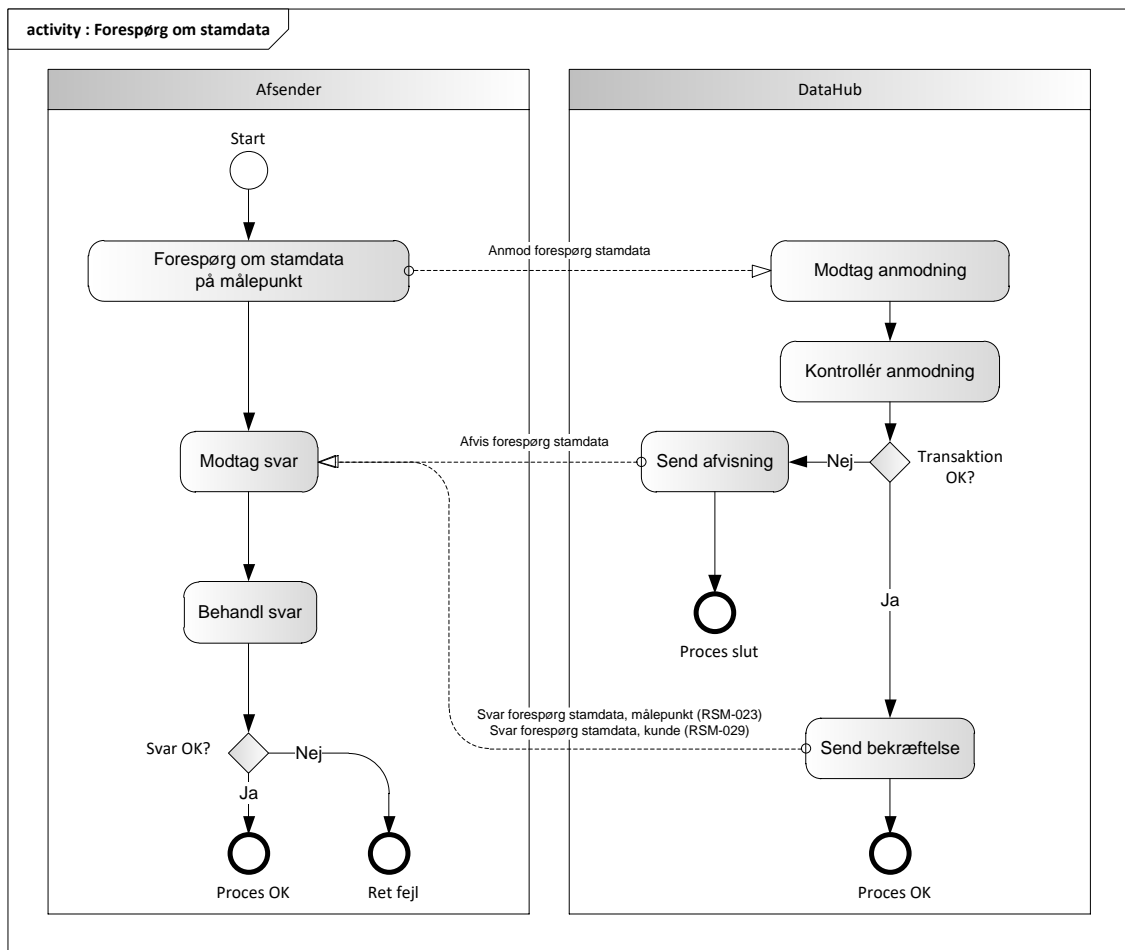 activity : Forespørg om stamdata
Afsender
DataHub
Start
Forespørg om stamdata
på målepunkt
Anmod forespørg stamdata
Modtag anmodning
Kontrollér anmodning
Modtag svar
Afvis forespørg stamdata
Send afvisning
Nej
Transaktion
OK?
Behandl svar
Ja
Proces slut
Svar forespørg stamdata, målepunkt (RSM-023)
Svar forespørg stamdata, kunde (RSM-029)
Send bekræftelse
Svar OK?
Nej
Ja
Proces OK
Ret fejl
Proces OK